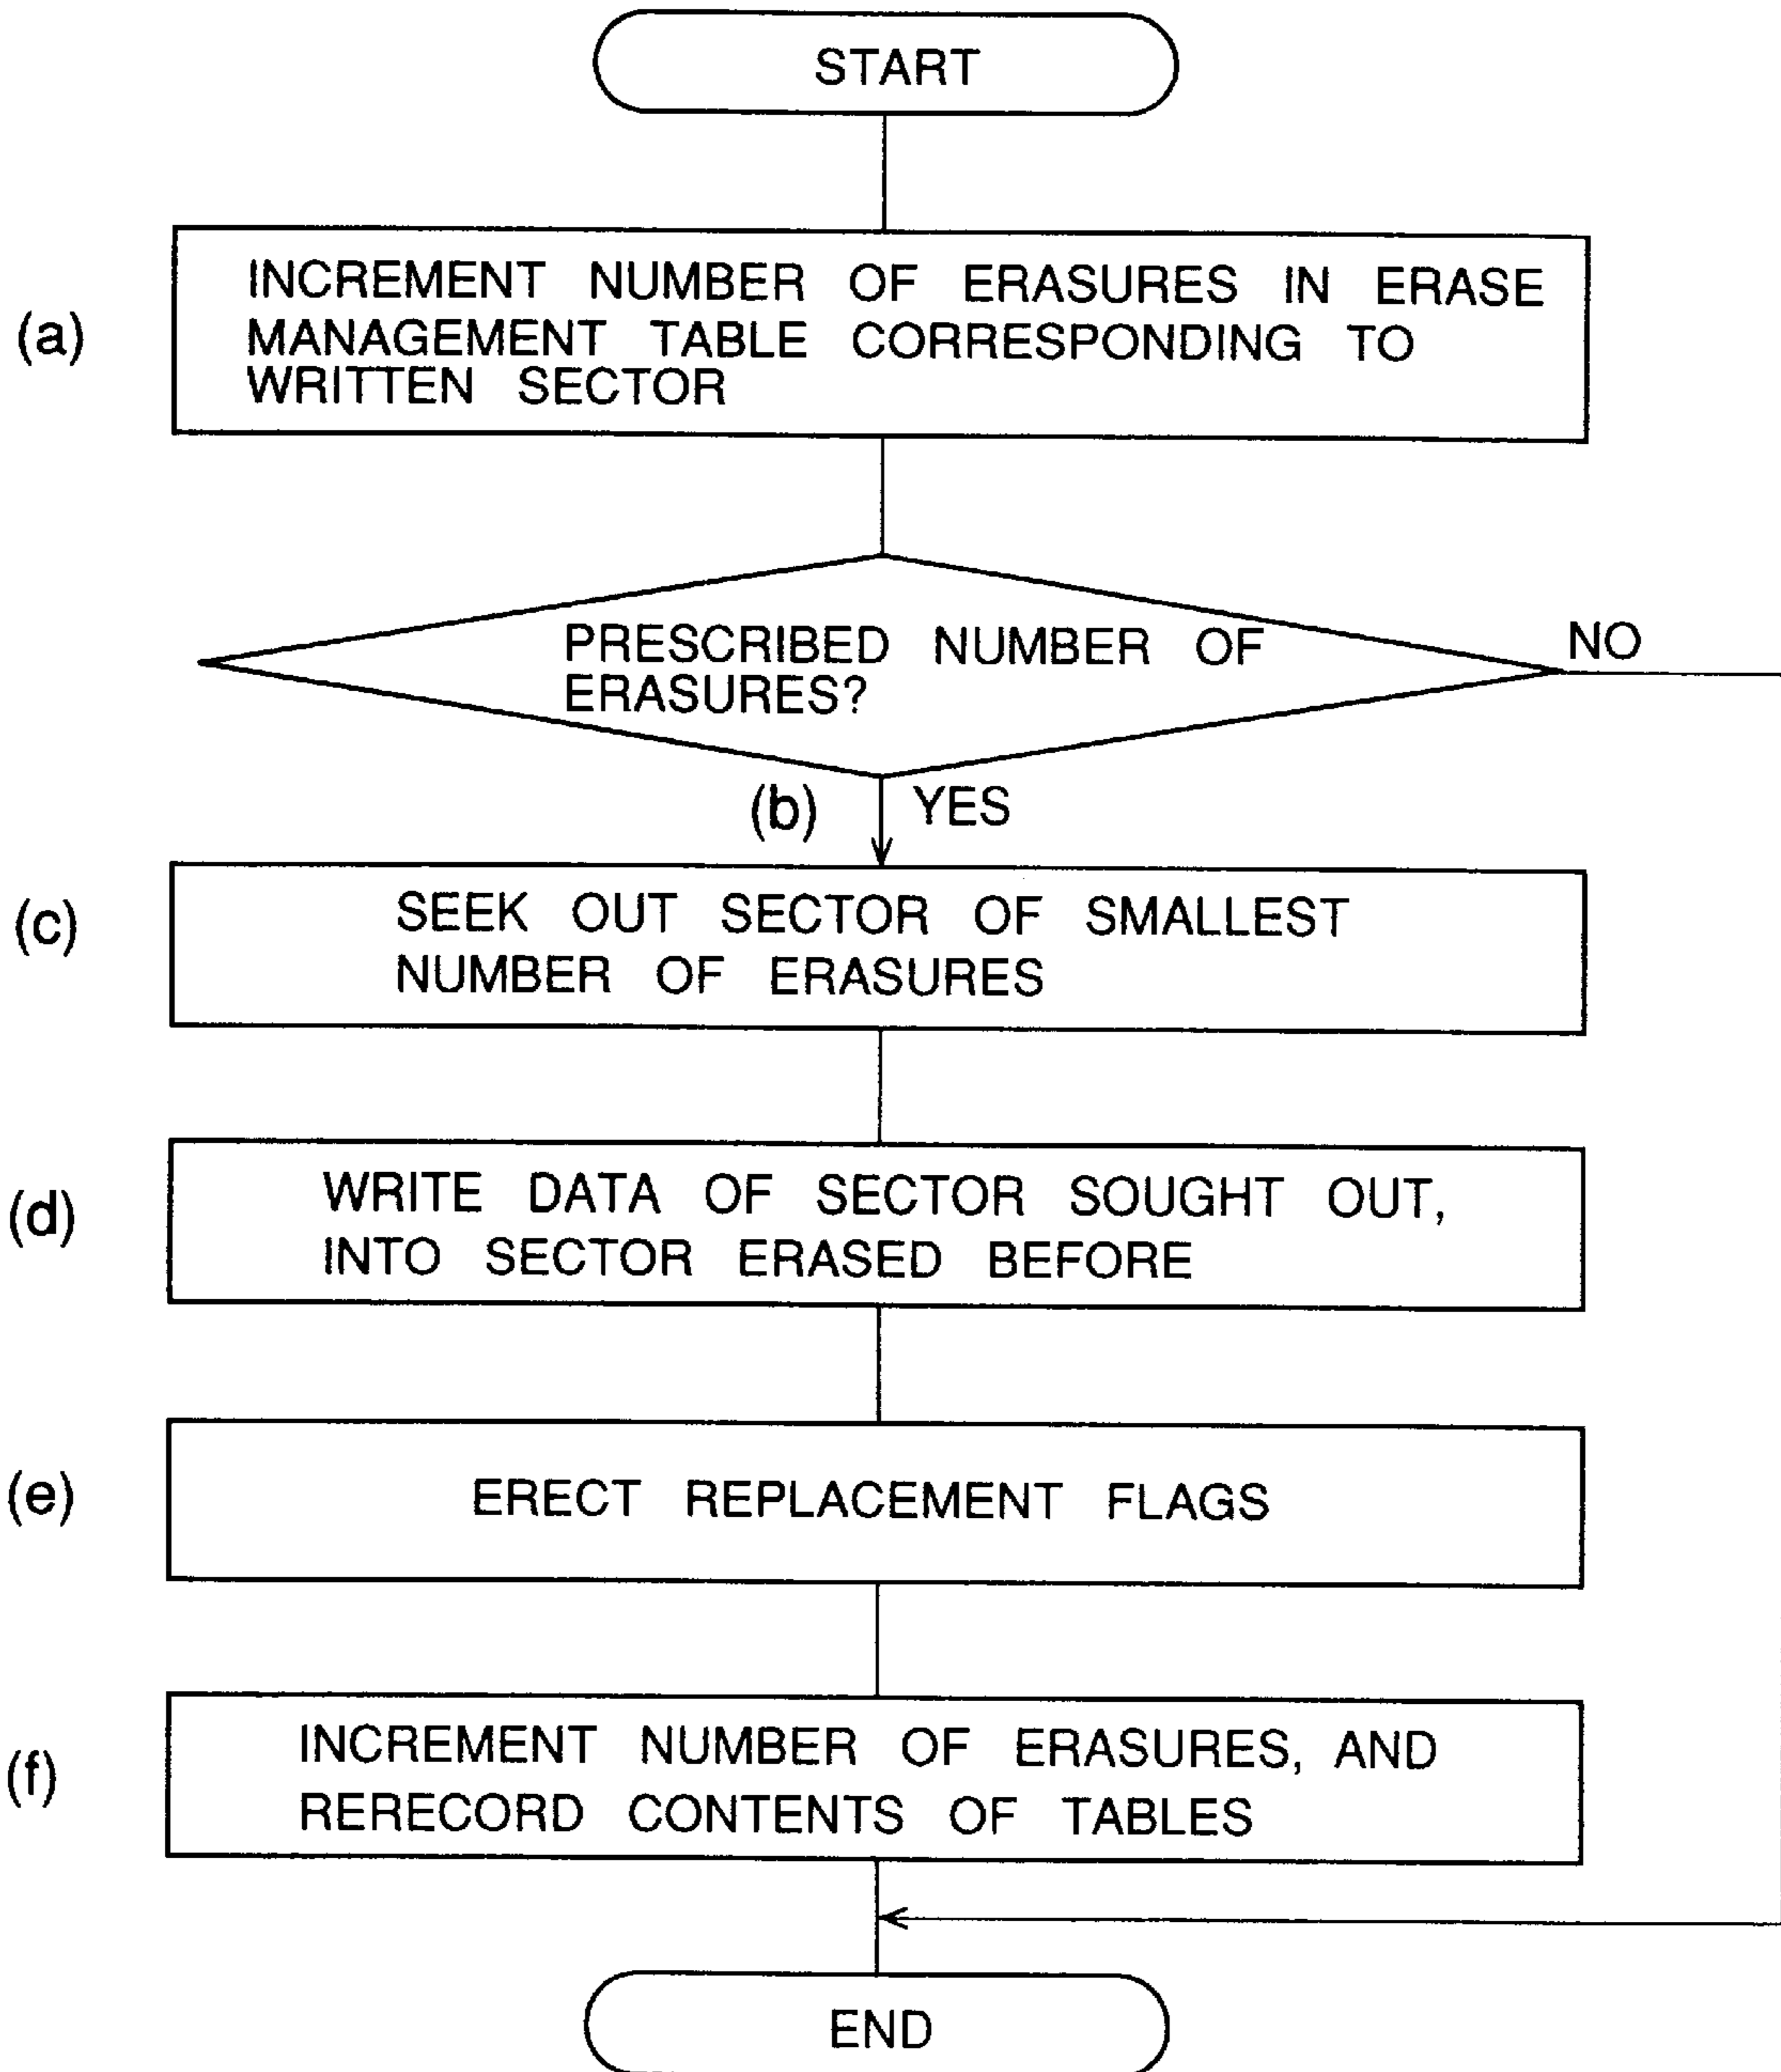 START
(a)
INCREMENT NUMBER OF ERASURES IN ERASE
MANAGEMENT TABLE CORRESPONDING TO
WRITTEN SECTOR
PRESCRIBED NUMBER OF
ERASURES?
NO
(b)
YES
(c)
SEEK OUT SECTOR OF SMALLEST
NUMBER OF ERASURES
(d)
WRITE DATA OF SECTOR SOUGHT OUT,
INTO SECTOR ERASED BEFORE
(e)
ERECT REPLACEMENT FLAGS
(f)
INCREMENT NUMBER OF ERASURES, AND
RERECORD CONTENTS OF TABLES
END